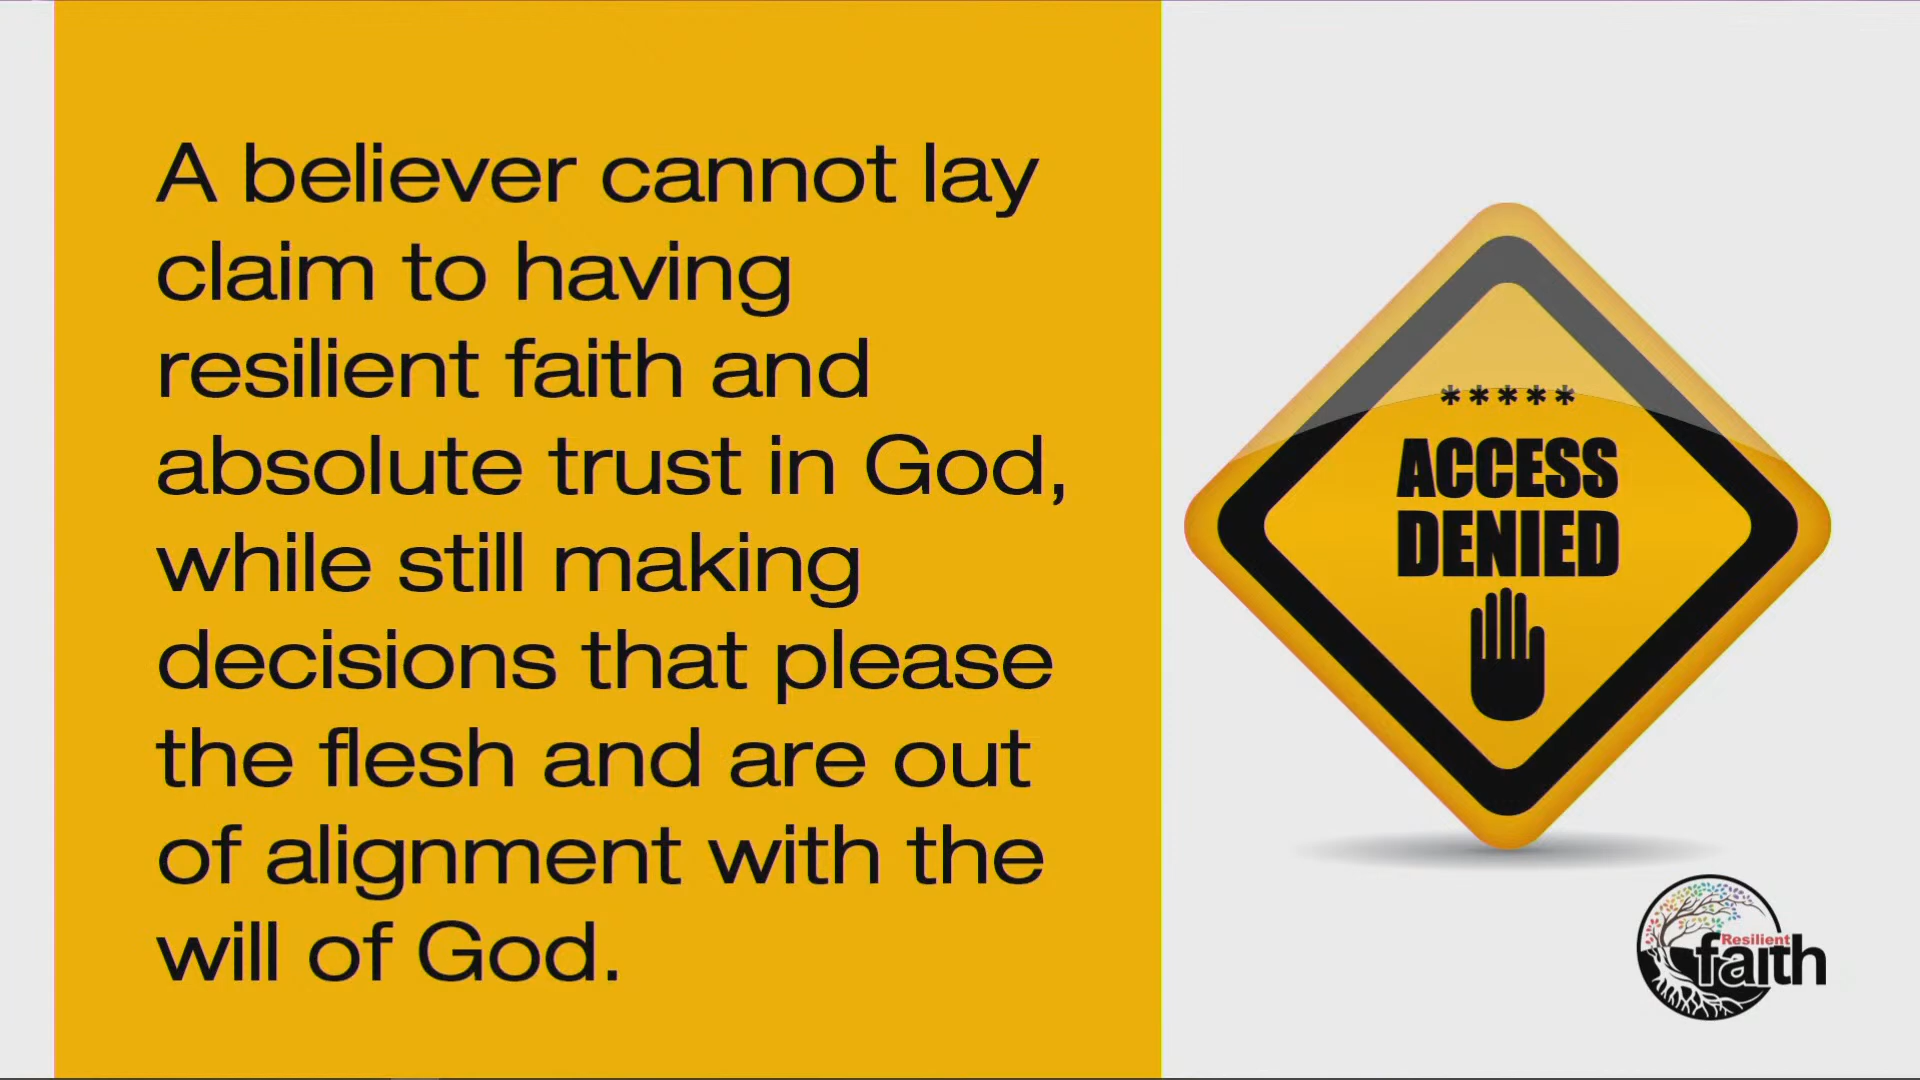 A believer cannot lay
claim to having
resilient faith and
absolute trust in God,
while still making
decisions that please
the flesh and are out
of alignment with the
will of God.
*****
ACCESS
DENIED
Resilient
faith